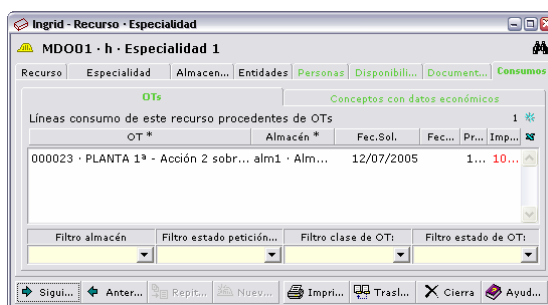 Ingrid - Recurso · Especialidad
MDO01 · h · Especialidad 1
Recurso Especialidad Almacen... Entidades Personas Disponibili... Document... Consumos
OTs Conceptos con datos económicos
Líneas consumo de este recurso procedentes de OTs 1
OT * Almacén * Fec.Sol. Fec... Pr... Imp...
000023 · PLANTA 1ª - Acción 2 sobr... alm1 · Alm... 12/07/2005 1... 10...
Filtro almacén Filtro estado petición... Filtro clase de OT: Filtro estado de OT:
Sigui... Anter... Repit... Nuev... Impri... Trasl... Cierra Ayud...